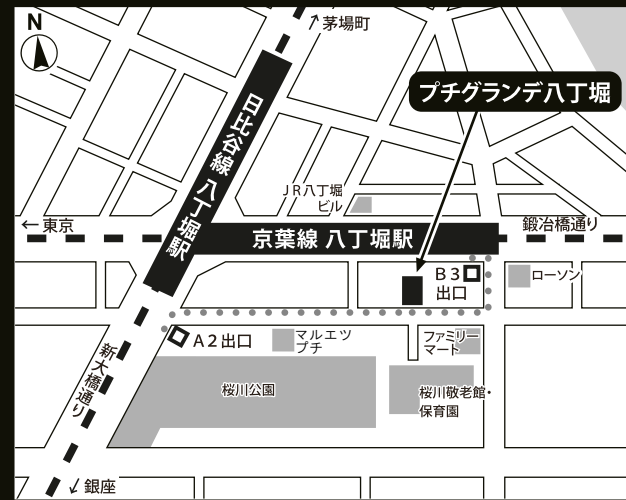 N
↗茅場町
プチグランデ八丁堀
日比谷線 八丁堀駅
JR八丁堀
ビル
←東京
京葉線 八丁堀駅
鍛冶橋通り
B3
出口
ローソン
A2出口
マルエツ
プチ
ファミリー
マート
新大橋通り
桜川公園
桜川敬老館・
保育園
↙銀座